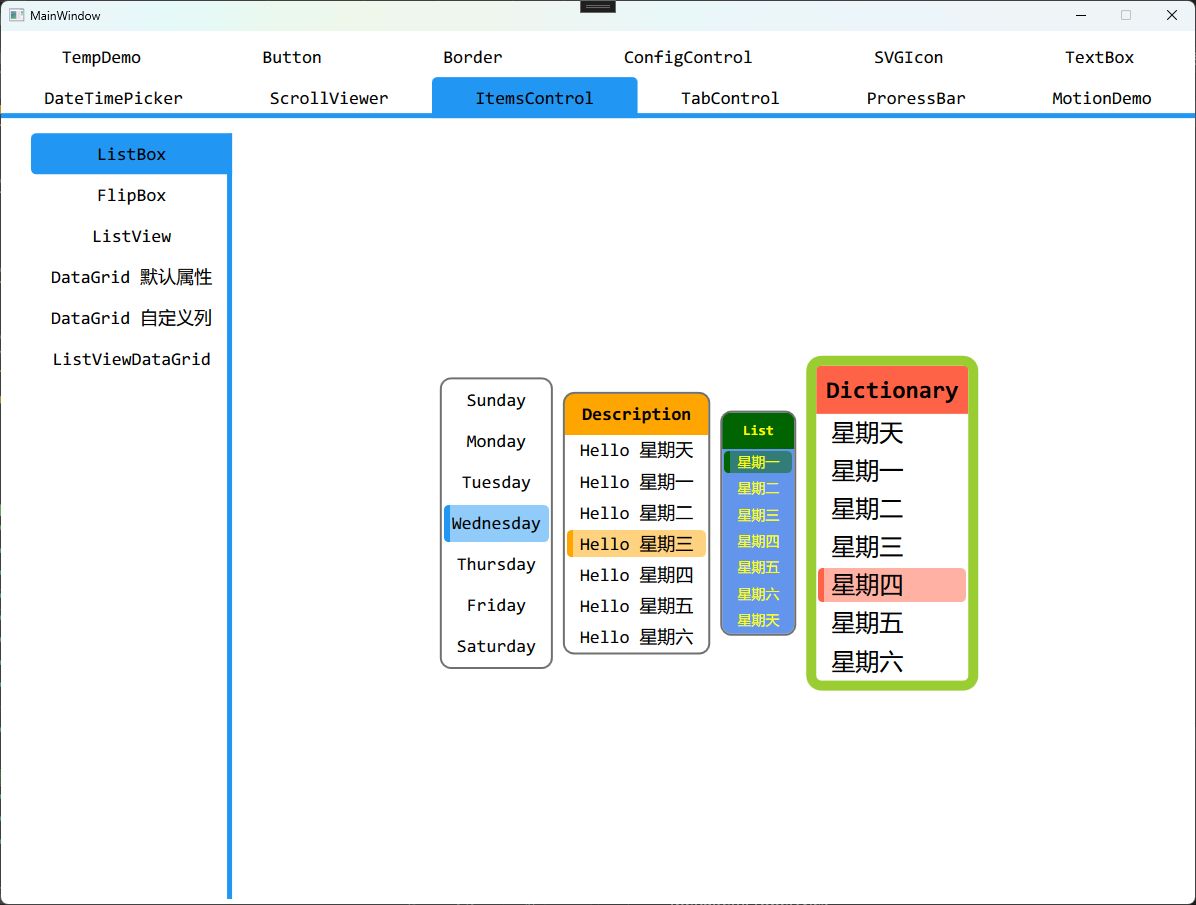 MainWindow
TempDemo Button Border ConfigControl SVGIcon TextBox
DateTimePicker ScrollViewer ItemsControl TabControl ProressBar MotionDemo
ListBox
FlipBox
ListView
DataGrid 默认属性
DataGrid 自定义列
ListViewDataGrid
Sunday
Monday
Tuesday
Wednesday
Thursday
Friday
Saturday
Description
Hello 星期天
Hello 星期一
Hello 星期二
Hello 星期三
Hello 星期四
Hello 星期五
Hello 星期六
List
星期一
星期二
星期三
星期四
星期五
星期六
星期天
Dictionary
星期天
星期一
星期二
星期三
星期四
星期五
星期六